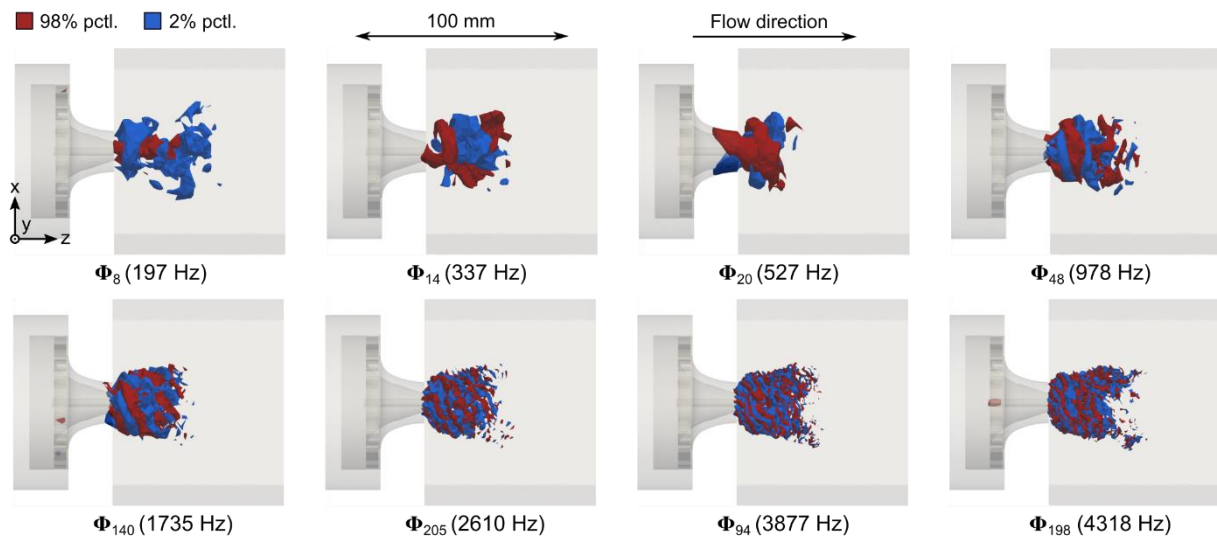 98% pctl. 2% pctl. 100 mm Flow direction
x
y
z
Φ8 (197 Hz) Φ14 (337 Hz) Φ20 (527 Hz) Φ48 (978 Hz)
Φ140 (1735 Hz) Φ205 (2610 Hz) Φ94 (3877 Hz) Φ198 (4318 Hz)